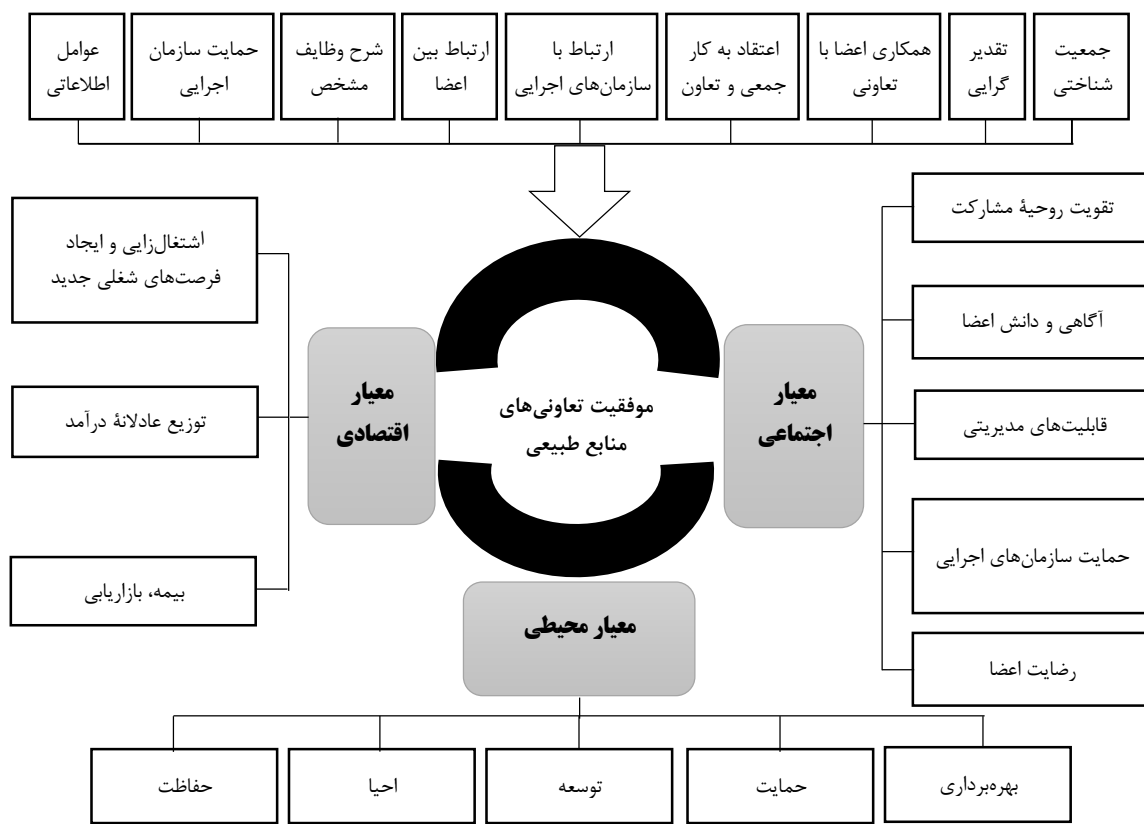 جمعیت
شناختی
تقدیر
گرایی
همکاری اعضا با
تعاونی
اعتقاد به کار
جمعی و تعاون
ارتباط با
سازمان‌های اجرایی
ارتباط بین
اعضا
شرح وظایف
مشخص
حمایت سازمان
اجرایی
عوامل
اطلاعاتی
تقویت روحیۀ مشارکت
آگاهی و دانش اعضا
قابلیت‌های مدیریتی
حمایت سازمان‌های اجرایی
رضایت اعضا
معیار
اجتماعی
موفقیت تعاونی‌های
منابع طبیعی
معیار
اقتصادی
اشتغال‌زایی و ایجاد
فرصت‌های شغلی جدید
توزیع عادلانۀ درآمد
بیمه، بازاریابی
معیار محیطی
بهره‌برداری
حمایت
توسعه
احیا
حفاظت